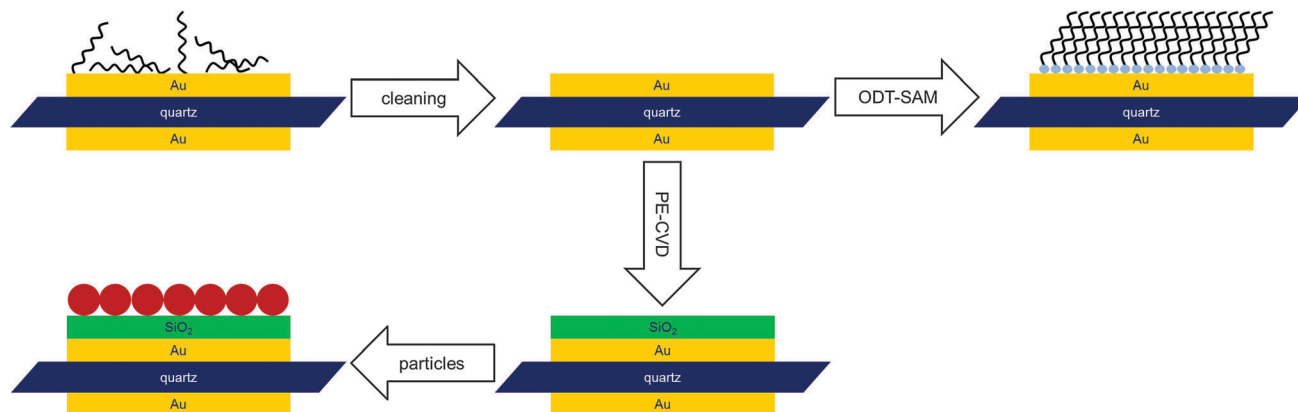 Au
quartz
Au
cleaning
Au
quartz
Au
ODT-SAM
Au
quartz
Au
PE-CVD
SiO₂
Au
quartz
Au
particles
SiO₂
Au
quartz
Au